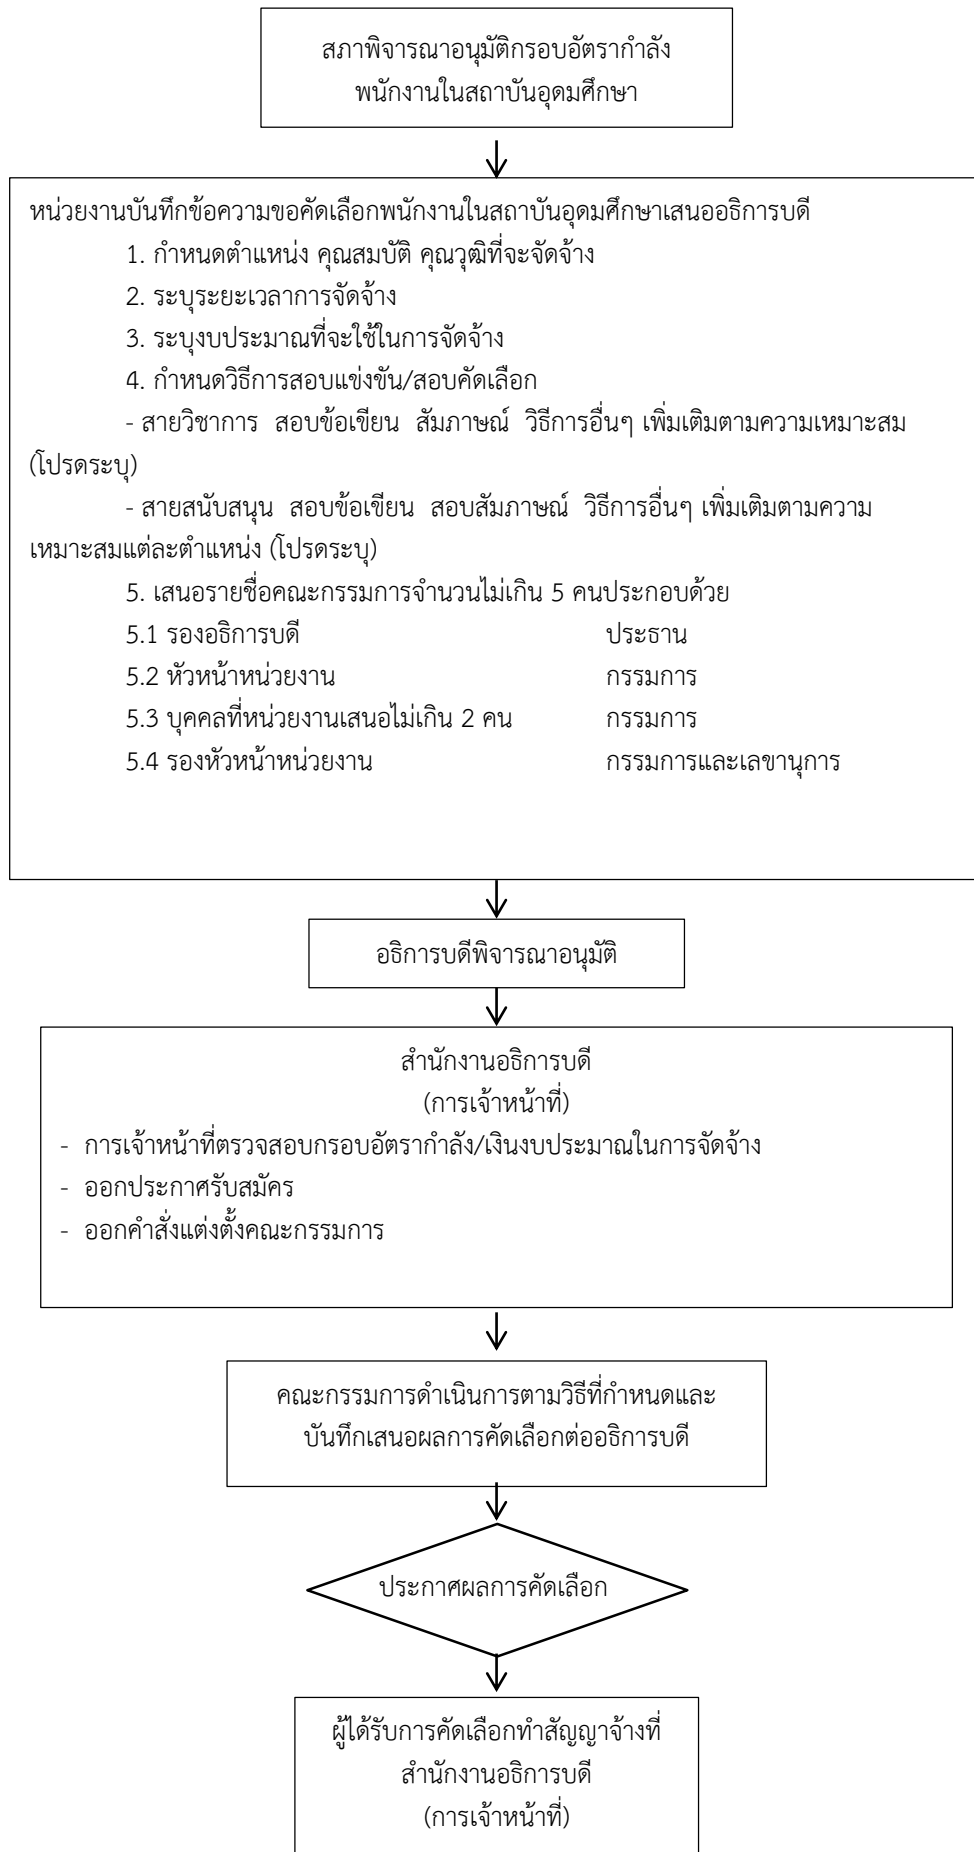 สภาพิจารณาอนุมัติกรอบอัตรากำลัง
พนักงานในสถาบันอุดมศึกษา
หน่วยงานบันทึกข้อความขอคัดเลือกพนักงานในสถาบันอุดมศึกษาเสนออธิการบดี
1. กำหนดตำแหน่ง คุณสมบัติ คุณวุฒิที่จะจัดจ้าง
2. ระบุระยะเวลาการจัดจ้าง
3. ระบุงบประมาณที่จะใช้ในการจัดจ้าง
4. กำหนดวิธีการสอบแข่งขัน/สอบคัดเลือก
- สายวิชาการ สอบข้อเขียน สัมภาษณ์ วิธีการอื่นๆ เพิ่มเติมตามความเหมาะสม
(โปรดระบุ)
- สายสนับสนุน สอบข้อเขียน สอบสัมภาษณ์ วิธีการอื่นๆ เพิ่มเติมตามความ
เหมาะสมแต่ละตำแหน่ง (โปรดระบุ)
5. เสนอรายชื่อคณะกรรมการจำนวนไม่เกิน 5 คนประกอบด้วย
5.1 รองอธิการบดี ประธาน
5.2 หัวหน้าหน่วยงาน กรรมการ
5.3 บุคคลที่หน่วยงานเสนอไม่เกิน 2 คน กรรมการ
5.4 รองหัวหน้าหน่วยงาน กรรมการและเลขานุการ
อธิการบดีพิจารณาอนุมัติ
สำนักงานอธิการบดี
(การเจ้าหน้าที่)
- การเจ้าหน้าที่ตรวจสอบกรอบอัตรากำลัง/เงินงบประมาณในการจัดจ้าง
- ออกประกาศรับสมัคร
- ออกคำสั่งแต่งตั้งคณะกรรมการ
คณะกรรมการดำเนินการตามวิธีที่กำหนดและ
บันทึกเสนอผลการคัดเลือกต่ออธิการบดี
ประกาศผลการคัดเลือก
ผู้ได้รับการคัดเลือกทำสัญญาจ้างที่
สำนักงานอธิการบดี
(การเจ้าหน้าที่)